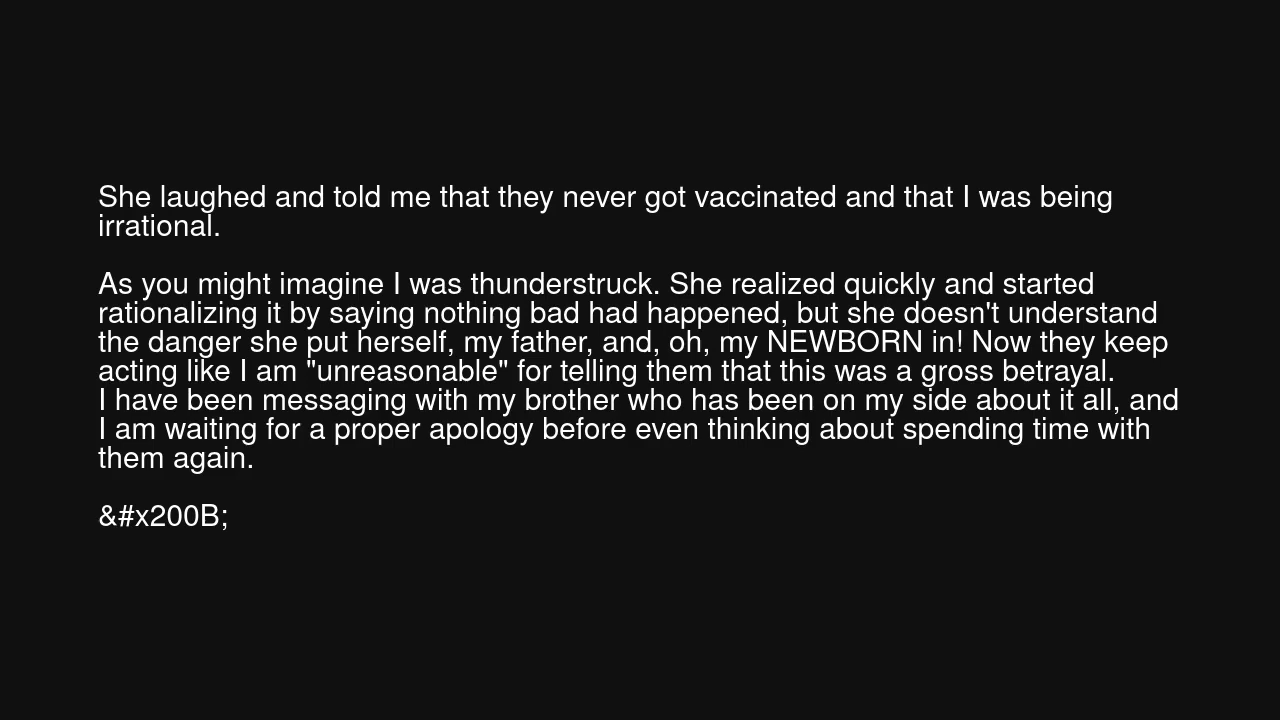 She laughed and told me that they never got vaccinated and that I was being
irrational.
As you might imagine I was thunderstruck. She realized quickly and started
rationalizing it by saying nothing bad had happened, but she doesn't understand
the danger she put herself, my father, and, oh, my NEWBORN in! Now they keep
acting like I am "unreasonable" for telling them that this was a gross betrayal.
I have been messaging with my brother who has been on my side about it all, and
I am waiting for a proper apology before even thinking about spending time with
them again.
&#x200B;